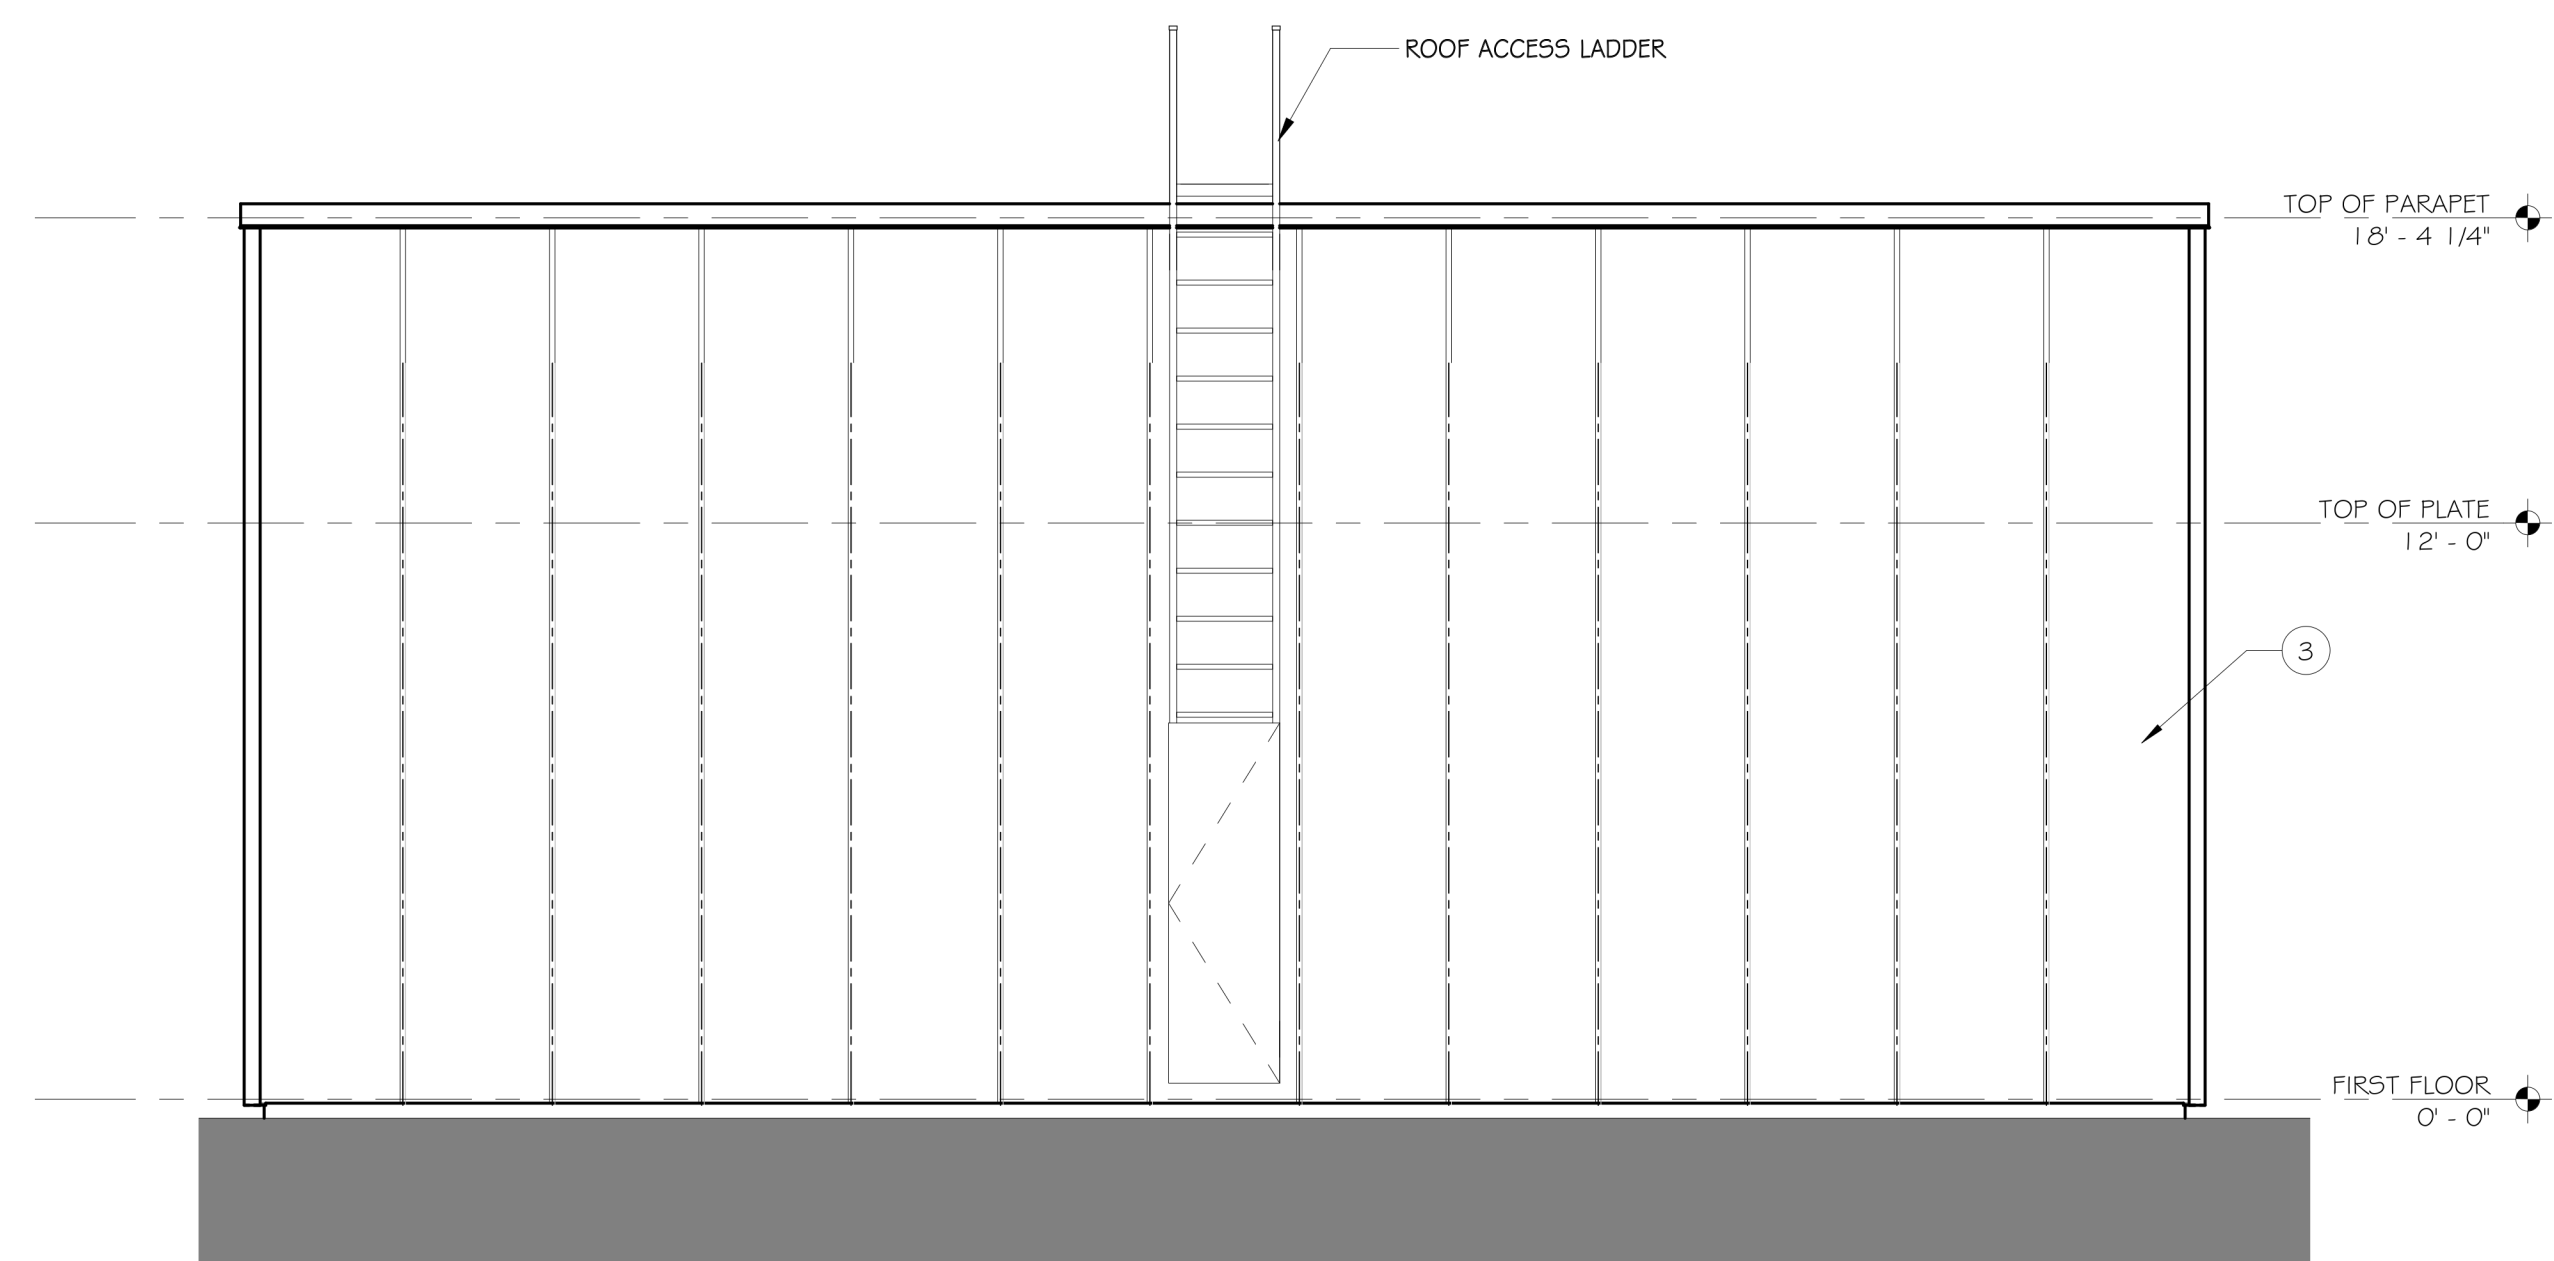 ROOF ACCESS LADDER
TOP OF PARAPET
18' - 4 1/4"
TOP OF PLATE
12' - 0"
3
FIRST FLOOR
0' - 0"